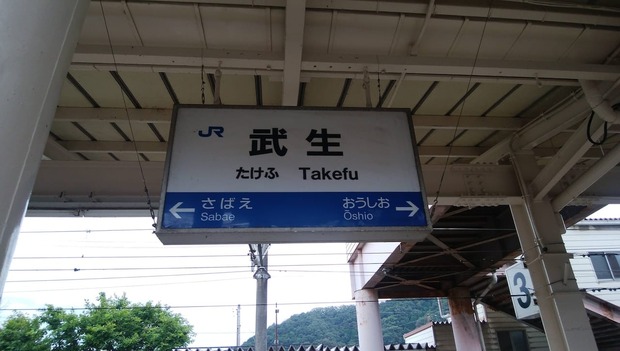 JR 武生
たけふ Takefu
さばえ おうしお
Sabae Ōshio
3